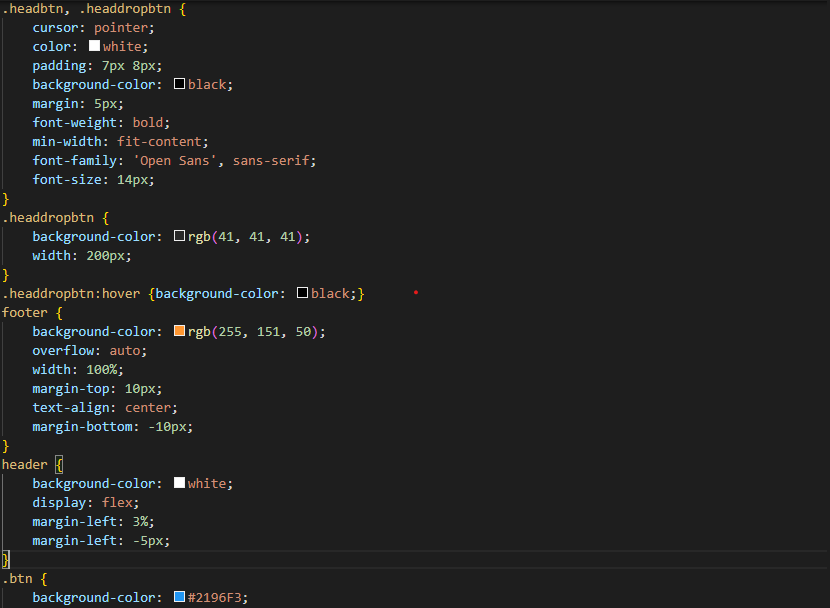 .headbtn, .headdropbtn {
    cursor: pointer;
    color: white;
    padding: 7px 8px;
    background-color: black;
    margin: 5px;
    font-weight: bold;
    min-width: fit-content;
    font-family: 'Open Sans', sans-serif;
    font-size: 14px;
}
.headdropbtn {
    background-color: rgb(41, 41, 41);
    width: 200px;
}
.headdropbtn:hover {background-color: black;}
footer {
    background-color: rgb(255, 151, 50);
    overflow: auto;
    width: 100%;
    margin-top: 10px;
    text-align: center;
    margin-bottom: -10px;
}
header {
    background-color: white;
    display: flex;
    margin-left: 3%;
    margin-left: -5px;
}
.btn {
    background-color: #2196F3;